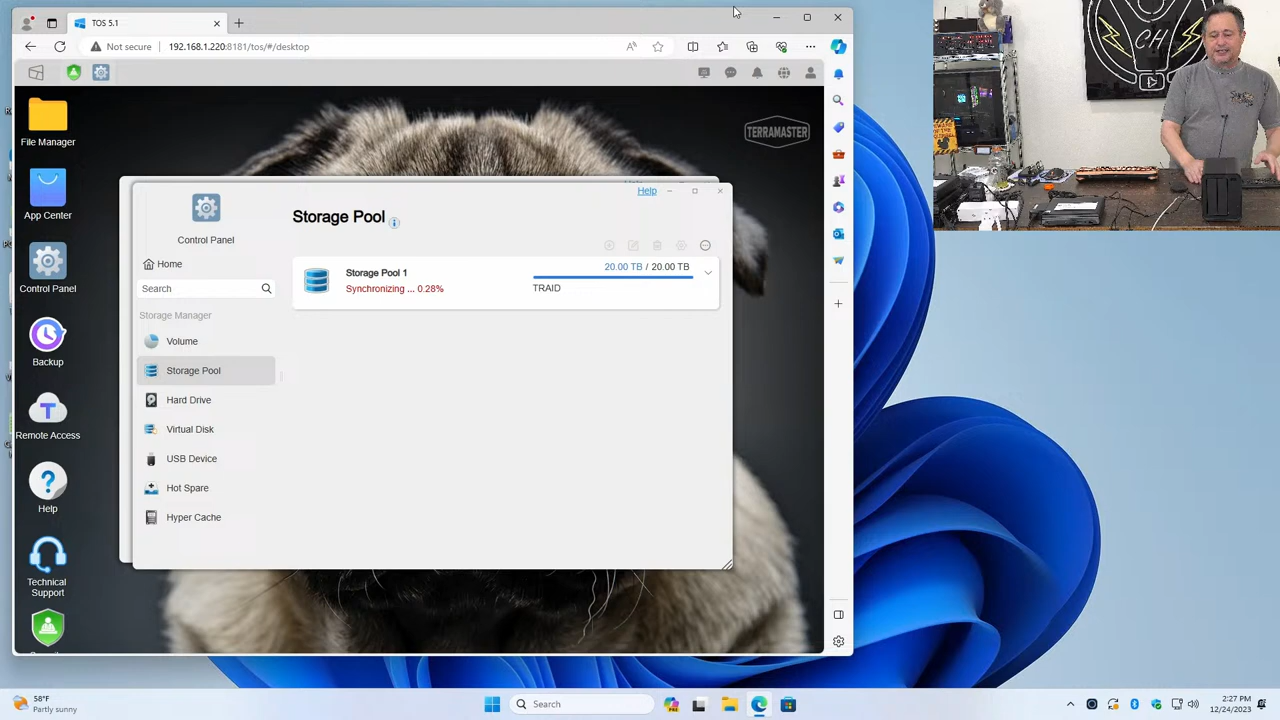 TOS 5.1
Not secure
192.168.1.220:8181/tos/#/desktop
File Manager
App Center
Control Panel
Backup
Remote Access
Help
Technical
Support
TERRAMASTER
Help
Control Panel
Home
Search
Storage Manager
Volume
Storage Pool
Hard Drive
Virtual Disk
USB Device
Hot Spare
Hyper Cache
Storage Pool
Storage Pool 1
Synchronizing ... 0.28%
20.00 TB / 20.00 TB
TRAID
CH
58°F
Partly sunny
Search
2:27 PM
12/24/2023